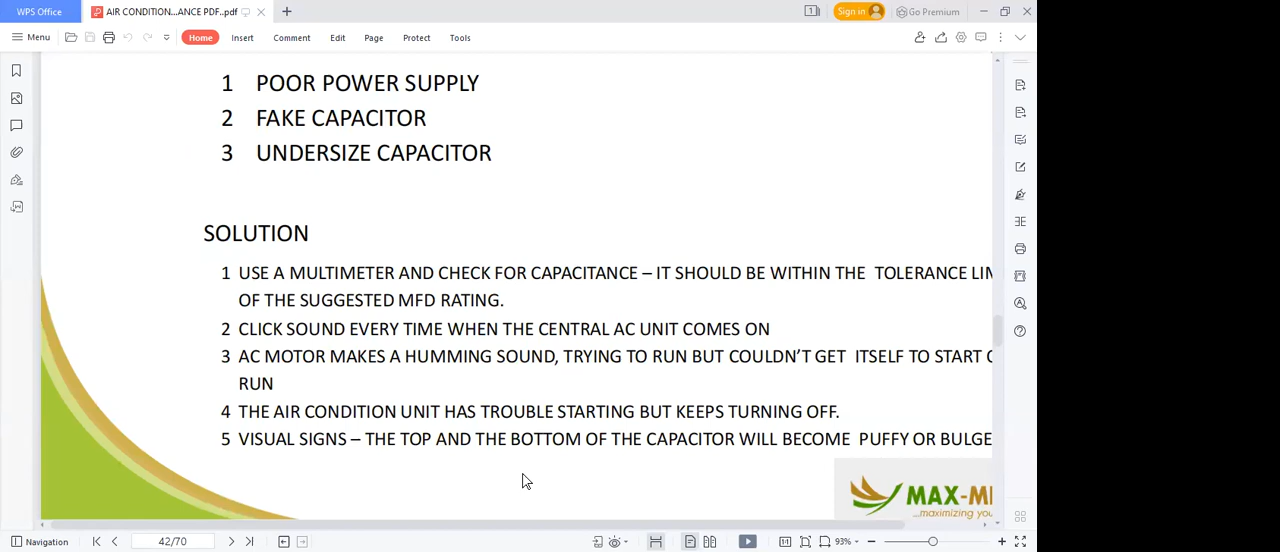 WPS Office
AIR CONDITION...ANCE PDF..pdf
1
Sign in
Go Premium
Menu
Home
Insert
Comment
Edit
Page
Protect
Tools
1 POOR POWER SUPPLY
2 FAKE CAPACITOR
3 UNDERSIZE CAPACITOR
SOLUTION
1 USE A MULTIMETER AND CHECK FOR CAPACITANCE – IT SHOULD BE WITHIN THE TOLERANCE LIM
OF THE SUGGESTED MFD RATING.
2 CLICK SOUND EVERY TIME WHEN THE CENTRAL AC UNIT COMES ON
3 AC MOTOR MAKES A HUMMING SOUND, TRYING TO RUN BUT COULDN'T GET ITSELF TO START
RUN
4 THE AIR CONDITION UNIT HAS TROUBLE STARTING BUT KEEPS TURNING OFF.
5 VISUAL SIGNS – THE TOP AND THE BOTTOM OF THE CAPACITOR WILL BECOME PUFFY OR BULGE
MAX-MI
...maximizing you
Navigation
42/70
93%